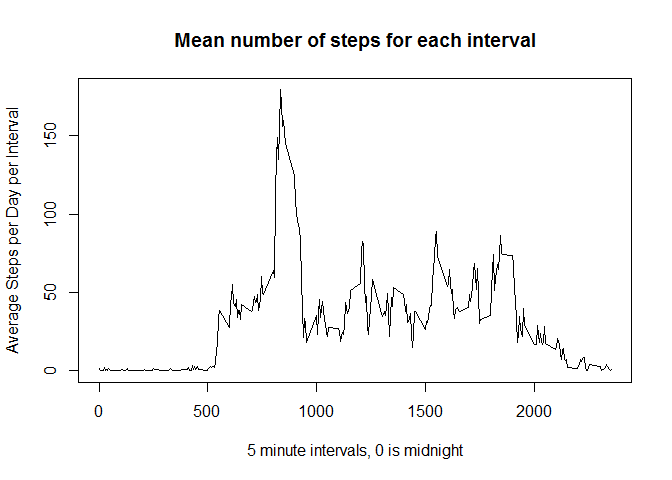 Mean number of steps for each interval
Average Steps per Day per Interval
150
100
50
0
0 500 1000 1500 2000
5 minute intervals, 0 is midnight